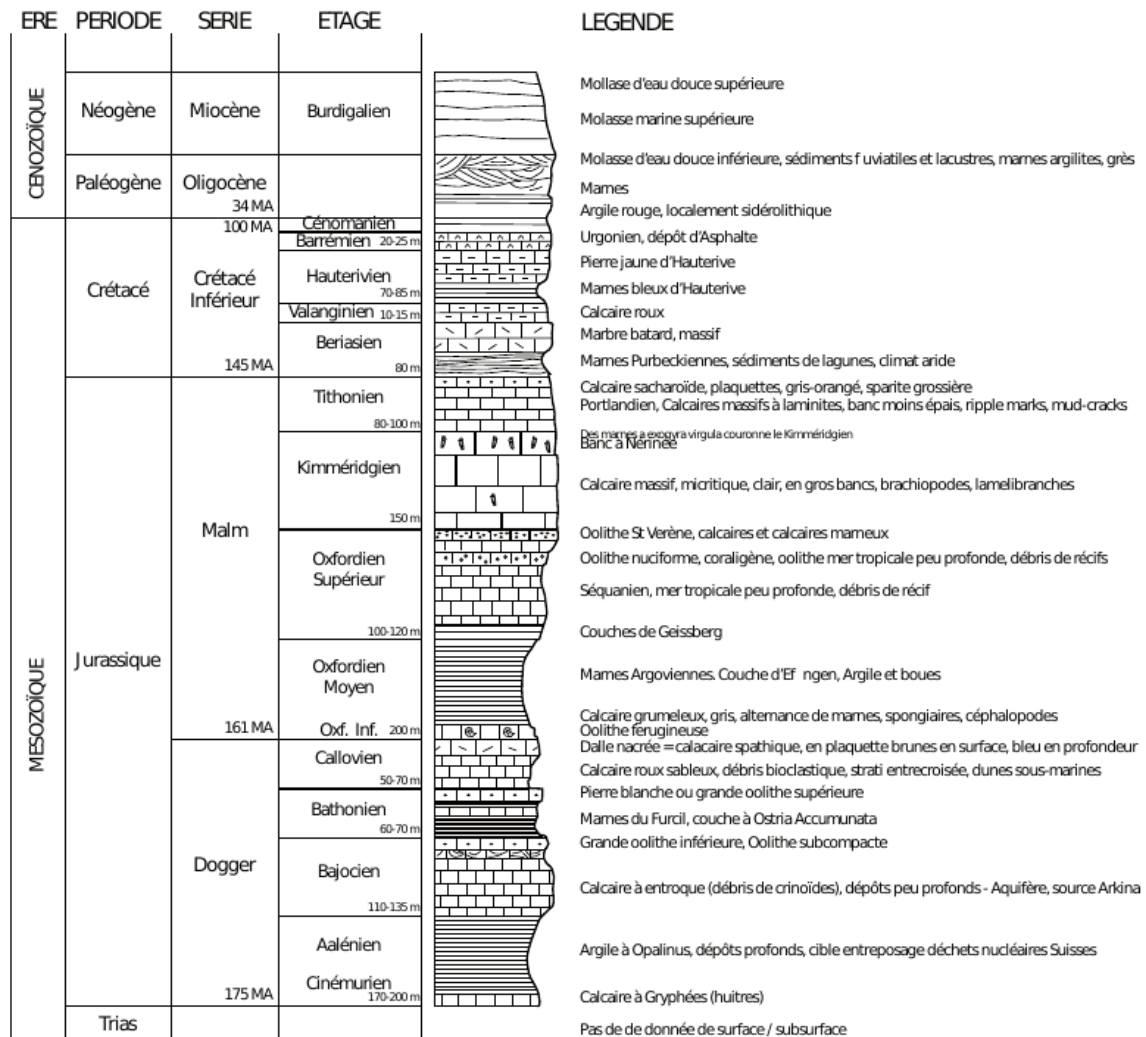 ERE PERIODE SERIE ETAGE LEGENDE
CENOZOÏQUE
Néogène Miocène Burdigalien
Mollase d'eau douce supérieure
Molasse marine supérieure
Molasse d'eau douce inférieure, sédiments f uviatiles et lacustres, marnes argilites, grès
Paléogène Oligocène
Marnes
34 MA
Argile rouge, localement sidérolithique
MESOZOÏQUE
100 MA Cénomanien
Barrémien 20-25 m
Urgonien, dépôt d'Asphalte
Crétacé
Crétacé
Inférieur
Hauterivien
70-85 m
Pierre jaune d'Hauterive
Marnes bleux d'Hauterive
Valanginien 10-15 m
Calcaire roux
Beriasien
Marbre batard, massif
145 MA
80 m
Marnes Purbeckiennes, sédiments de lagunes, climat aride
Jurassique
Malm
Tithonien
80-100 m
Calcaire sacharoïde, plaquettes, gris-orangé, sparite grossière
Portlandien, Calcaires massifs à laminites, banc moins épais, ripple marks, mud-cracks
Des marnes a exogyra virgula couronne le Kimméridgien
Banc à Nérinée
Kimméridgien
150 m
Calcaire massif, micritique, clair, en gros bancs, brachiopodes, lamelibranches
Oolithe St Verène, calcaires et calcaires marneux
Oxfordien
Supérieur
100-120 m
Oolithe nuciforme, coraligène, oolithe mer tropicale peu profonde, débris de récifs
Séquanien, mer tropicale peu profonde, débris de récif
Couches de Geissberg
Oxfordien
Moyen
Marnes Argoviennes. Couche d'Ef ngen, Argile et boues
161 MA
Oxf. Inf. 200 m
Calcaire grumeleux, gris, alternance de marnes, spongiaires, céphalopodes
Oolithe ferugineuse
Dogger
Callovien
50-70 m
Dalle nacrée = calacaire spathique, en plaquette brunes en surface, bleu en profondeur
Calcaire roux sableux, débris bioclastique, strati entrecroisée, dunes sous-marines
Pierre blanche ou grande oolithe supérieure
Bathonien
60-70 m
Marnes du Furcil, couche à Ostria Accumunata
Grande oolithe inférieure, Oolithe subcompacte
Bajocien
110-135 m
Calcaire à entroque (débris de crinoïdes), dépôts peu profonds - Aquifère, source Arkina
Aalénien
Argile à Opalinus, dépôts profonds, cible entreposage déchets nucléaires Suisses
Cinémurien
175 MA
170-200 m
Calcaire à Gryphées (huitres)
Trias
Pas de de donnée de surface / subsurface